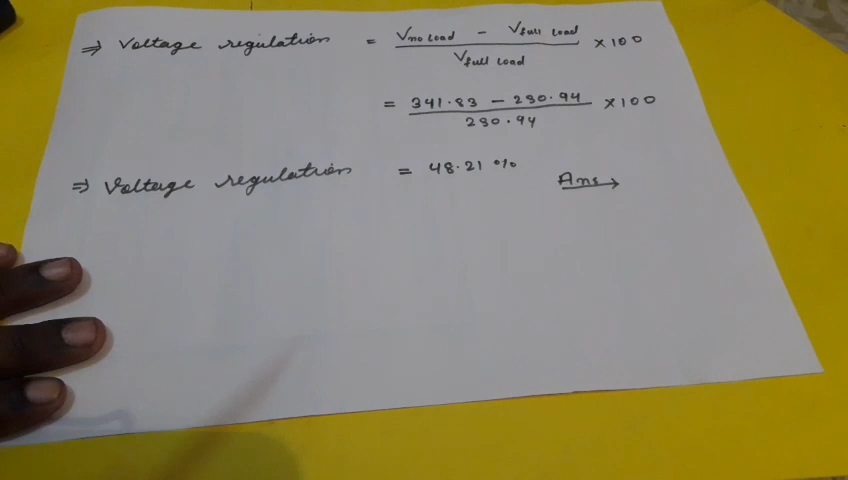 ⇒ Voltage regulation = V no load - V full load / V full load × 100
= 341.83 - 230.94 / 230.94 × 100
⇒ Voltage regulation = 48.21 % Ans →